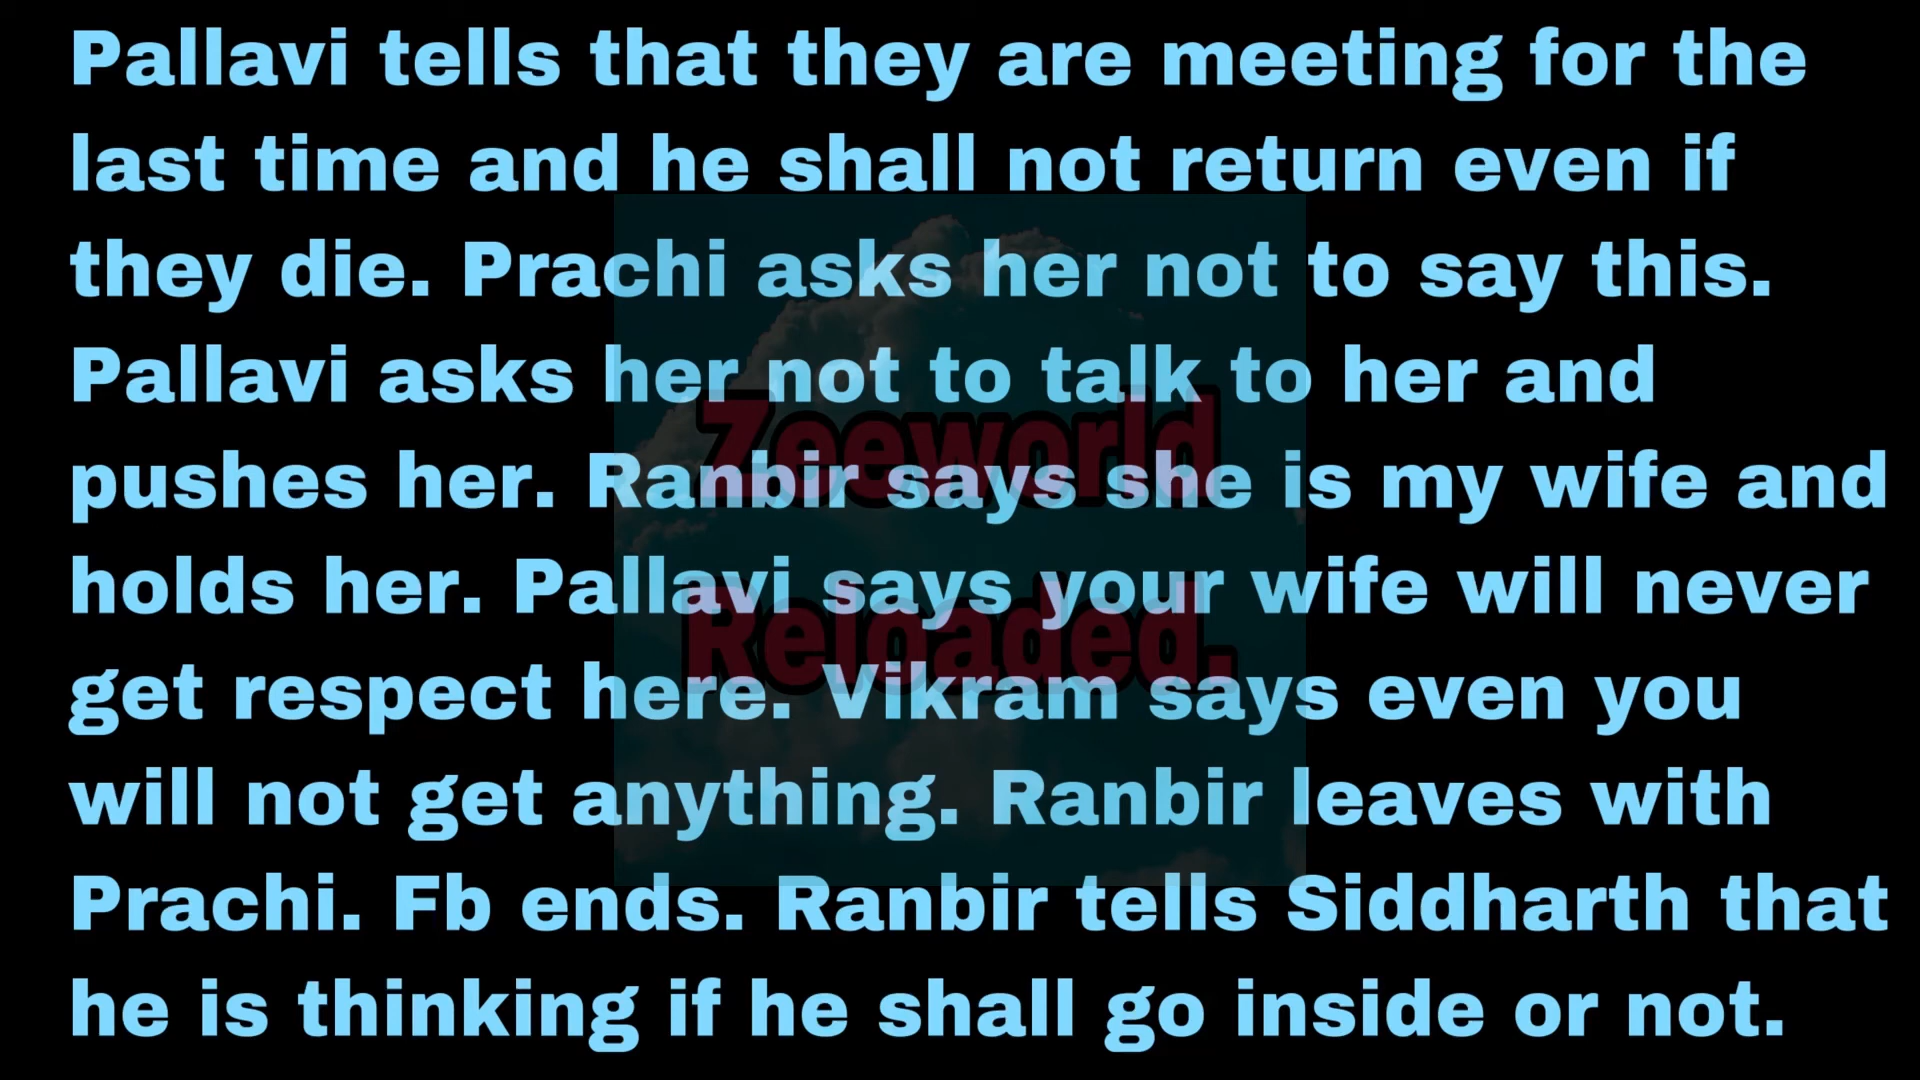 Pallavi tells that they are meeting for the
last time and he shall not return even if
they die. Prachi asks her not to say this.
Pallavi asks her not to talk to her and
pushes her. Ranbir says she is my wife and
holds her. Pallavi says your wife will never
get respect here. Vikram says even you
will not get anything. Ranbir leaves with
Prachi. Fb ends. Ranbir tells Siddharth that
he is thinking if he shall go inside or not.
Zeeworld
Reloaded.